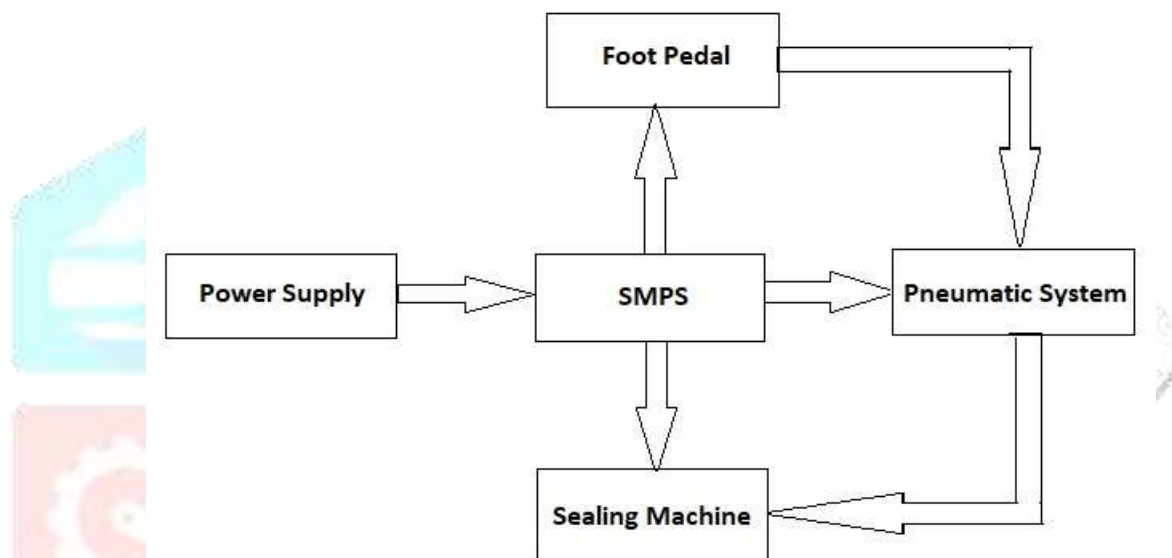 Foot Pedal
Power Supply
SMPS
Pneumatic System
Sealing Machine